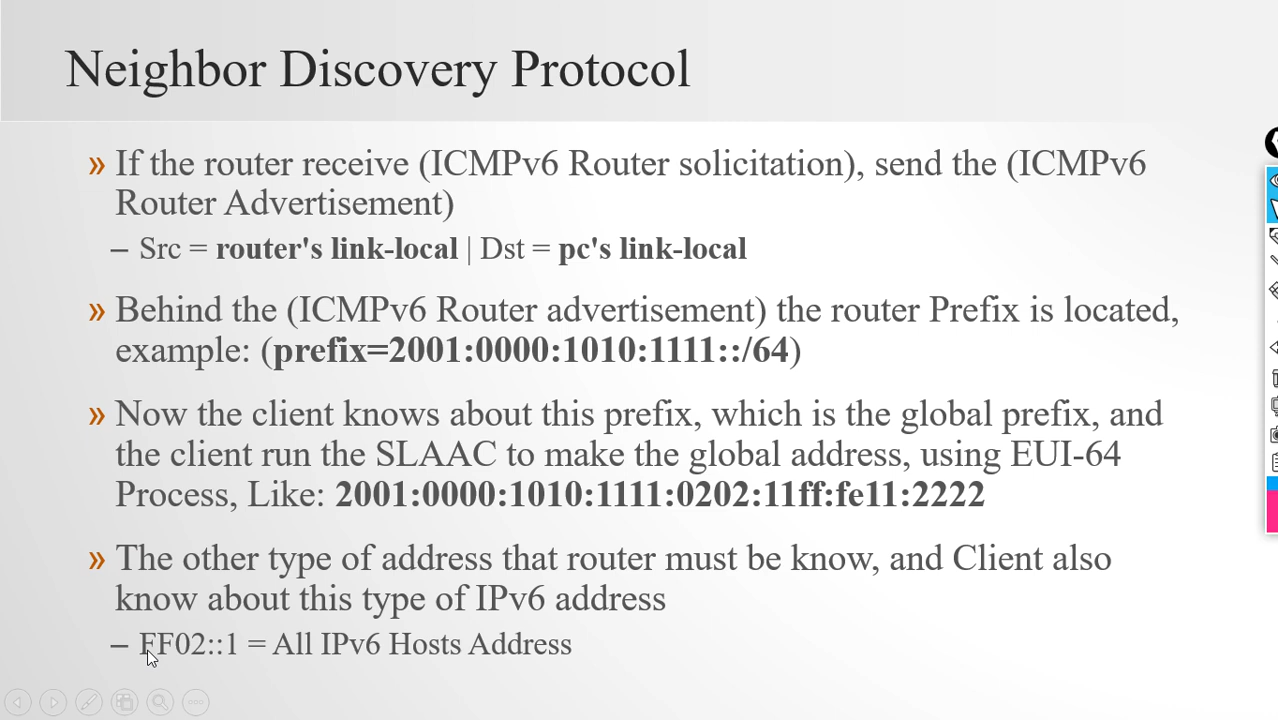 Neighbor Discovery Protocol
» If the router receive (ICMPv6 Router solicitation), send the (ICMPv6
Router Advertisement)
– Src = router's link-local | Dst = pc's link-local
» Behind the (ICMPv6 Router advertisement) the router Prefix is located,
example: (prefix=2001:0000:1010:1111::/64)
» Now the client knows about this prefix, which is the global prefix, and
the client run the SLAAC to make the global address, using EUI-64
Process, Like: 2001:0000:1010:1111:0202:11ff:fe11:2222
» The other type of address that router must be know, and Client also
know about this type of IPv6 address
– FF02::1 = All IPv6 Hosts Address